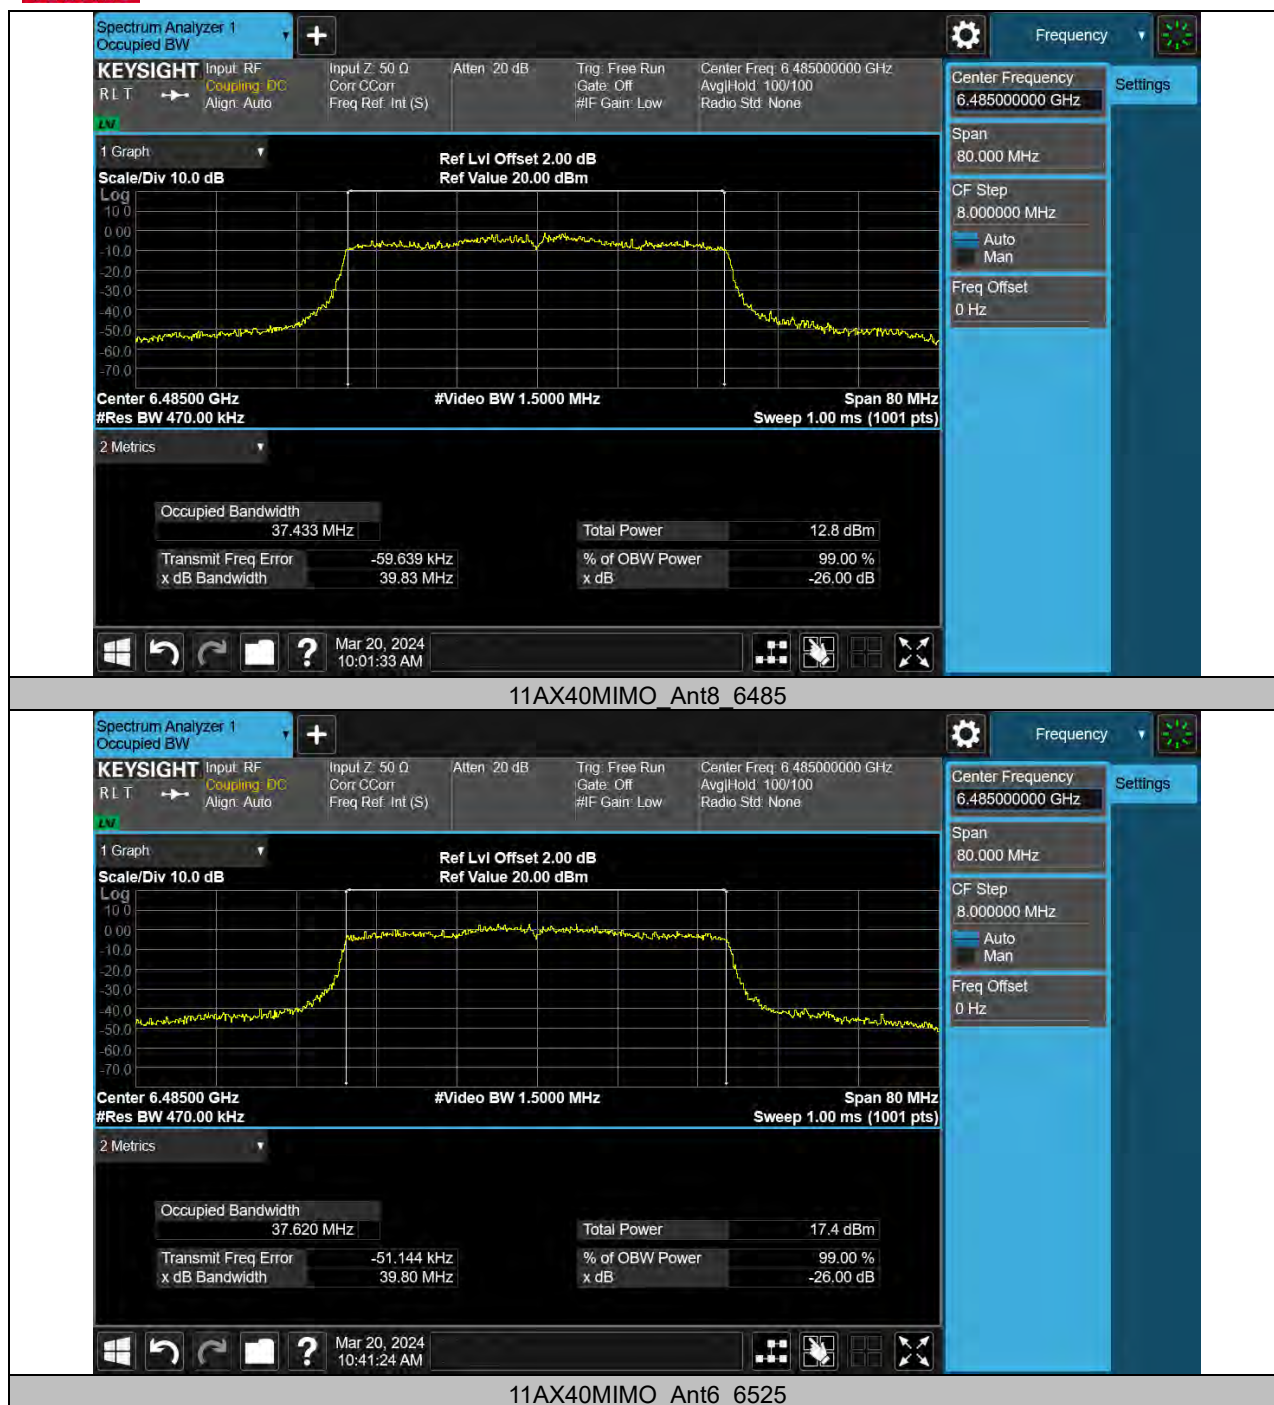 Spectrum Analyzer 1
Occupied BW
Frequency
KEYSIGHT
RLT
LXI
Input: RF
Coupling: DC
Align: Auto
Input Z: 50 Ω
Corr CCorr
Freq Ref: Int (S)
Atten: 20 dB
Trig: Free Run
Gate: Off
#IF Gain: Low
Center Freq: 6.485000000 GHz
Avg|Hold: 100/100
Radio Std: None
Center Frequency
6.485000000 GHz
Settings
Span
80.000 MHz
CF Step
8.000000 MHz
Auto
Man
Freq Offset
0 Hz
1 Graph
Scale/Div 10.0 dB
Ref Lvl Offset 2.00 dB
Ref Value 20.00 dBm
Log
10.0
0.00
-10.0
-20.0
-30.0
-40.0
-50.0
-60.0
-70.0
Center 6.48500 GHz
#Video BW 1.5000 MHz
Span 80 MHz
#Res BW 470.00 kHz
Sweep 1.00 ms (1001 pts)
2 Metrics
Occupied Bandwidth
37.433 MHz
Total Power 12.8 dBm
Transmit Freq Error -59.639 kHz
% of OBW Power 99.00 %
x dB Bandwidth 39.83 MHz
x dB -26.00 dB
?
Mar 20, 2024
10:01:33 AM
11AX40MIMO_Ant8_6485
Spectrum Analyzer 1
Occupied BW
Frequency
KEYSIGHT
RLT
LXI
Input: RF
Coupling: DC
Align: Auto
Input Z: 50 Ω
Corr CCorr
Freq Ref: Int (S)
Atten: 20 dB
Trig: Free Run
Gate: Off
#IF Gain: Low
Center Freq: 6.485000000 GHz
Avg|Hold: 100/100
Radio Std: None
Center Frequency
6.485000000 GHz
Settings
Span
80.000 MHz
CF Step
8.000000 MHz
Auto
Man
Freq Offset
0 Hz
1 Graph
Scale/Div 10.0 dB
Ref Lvl Offset 2.00 dB
Ref Value 20.00 dBm
Log
10.0
0.00
-10.0
-20.0
-30.0
-40.0
-50.0
-60.0
-70.0
Center 6.48500 GHz
#Video BW 1.5000 MHz
Span 80 MHz
#Res BW 470.00 kHz
Sweep 1.00 ms (1001 pts)
2 Metrics
Occupied Bandwidth
37.620 MHz
Total Power 17.4 dBm
Transmit Freq Error -51.144 kHz
% of OBW Power 99.00 %
x dB Bandwidth 39.80 MHz
x dB -26.00 dB
?
Mar 20, 2024
10:41:24 AM
11AX40MIMO_Ant6_6525